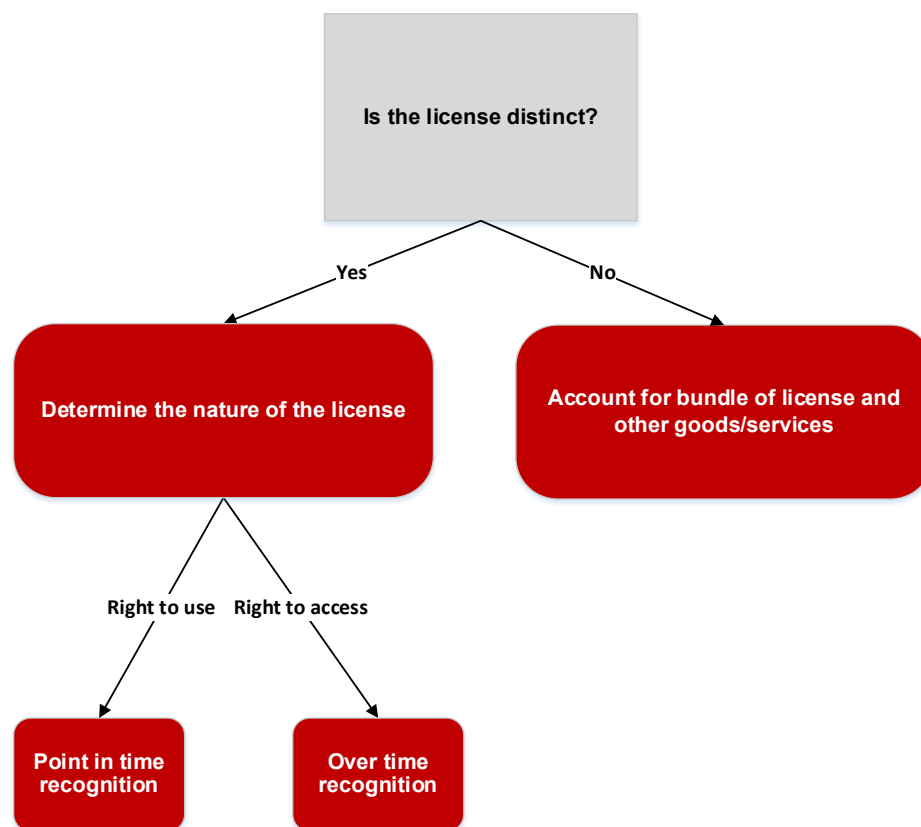 Is the license distinct?
Yes
No
Determine the nature of the license
Account for bundle of license and
other goods/services
Right to use
Right to access
Point in time
recognition
Over time
recognition